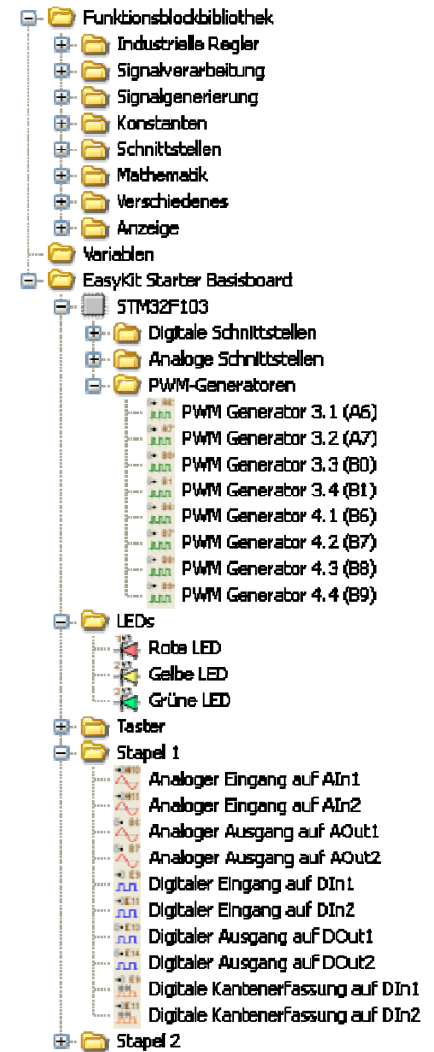 Funktionsblockbibliothek
Industrielle Regler
Signalverarbeitung
Signalgenerierung
Konstanten
Schnittstellen
Mathematik
Verschiedenes
Anzeige
Variablen
EasyKit Starter Basisboard
STM32F103
Digitale Schnittstellen
Analoge Schnittstellen
PWM-Generatoren
PWM Generator 3.1 (A6)
PWM Generator 3.2 (A7)
PWM Generator 3.3 (B0)
PWM Generator 3.4 (B1)
PWM Generator 4.1 (B6)
PWM Generator 4.2 (B7)
PWM Generator 4.3 (B8)
PWM Generator 4.4 (B9)
LEDs
Rote LED
Gelbe LED
Grüne LED
Taster
Stapel 1
Analoger Eingang auf AIn1
Analoger Eingang auf AIn2
Analoger Ausgang auf AOut1
Analoger Ausgang auf AOut2
Digitaler Eingang auf DIn1
Digitaler Eingang auf DIn2
Digitaler Ausgang auf DOut1
Digitaler Ausgang auf DOut2
Digitale Kantenerfassung auf DIn1
Digitale Kantenerfassung auf DIn2
Stapel 2